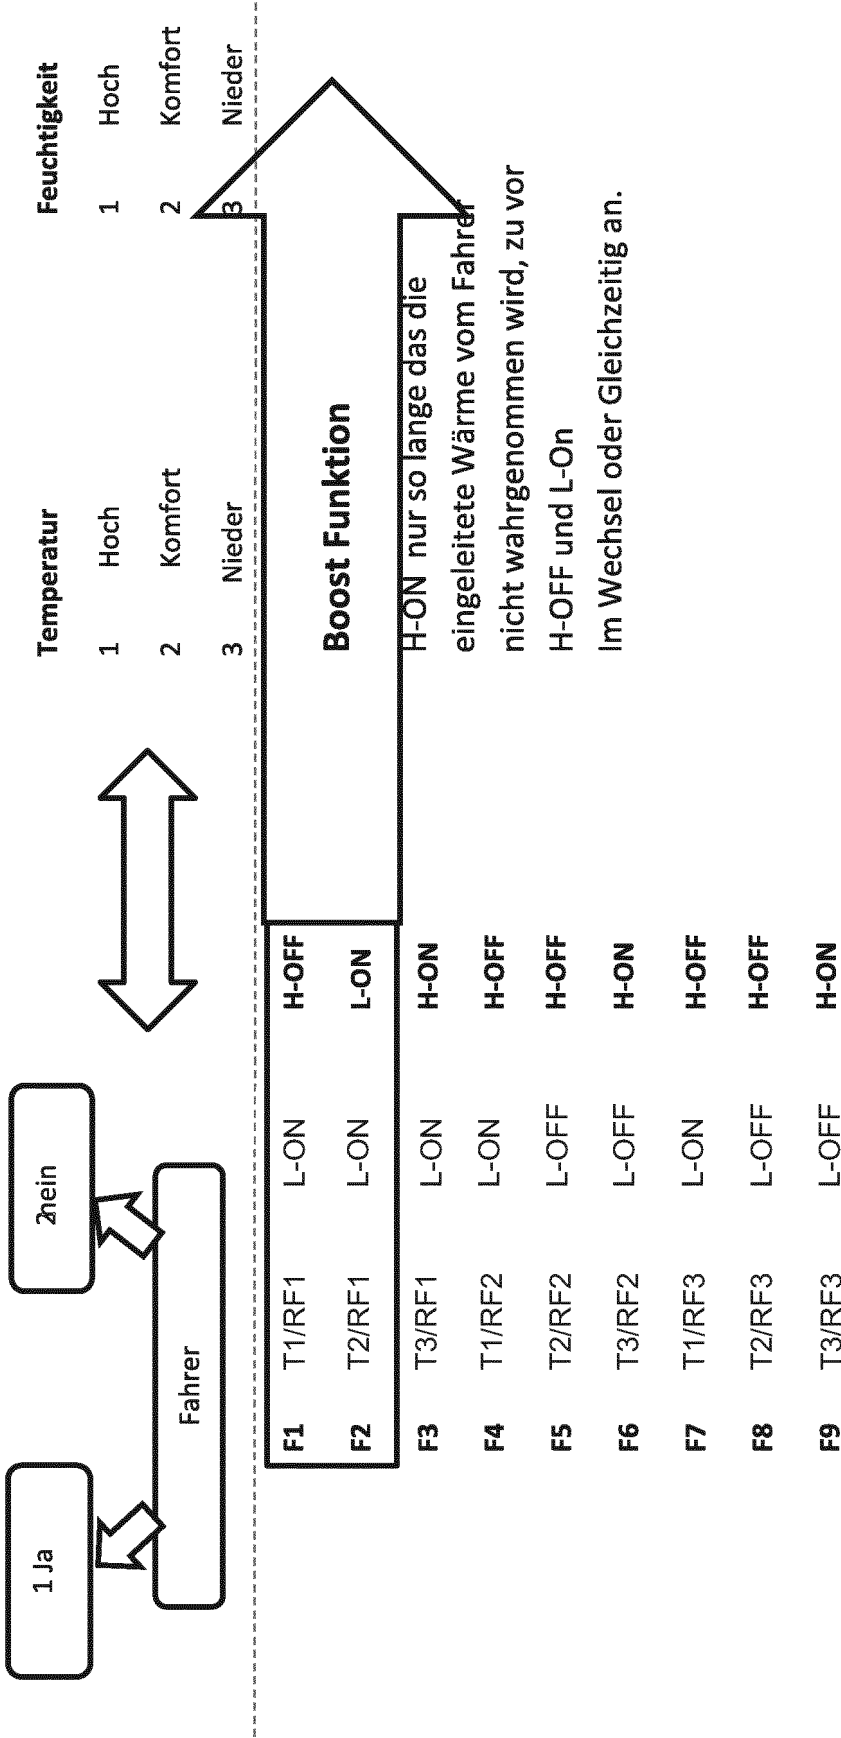 1 Ja
2nein
Fahrer
Temperatur
1 Hoch
2 Komfort
3 Nieder
Feuchtigkeit
1 Hoch
2 Komfort
3 Nieder
F1 T1/RF1 L-ON H-OFF
F2 T2/RF1 L-ON L-ON
F3 T3/RF1 L-ON H-ON
F4 T1/RF2 L-ON H-OFF
F5 T2/RF2 L-OFF H-OFF
F6 T3/RF2 L-OFF H-ON
F7 T1/RF3 L-ON H-OFF
F8 T2/RF3 L-OFF H-OFF
F9 T3/RF3 L-OFF H-ON
Boost Funktion
H-ON nur so lange das die
eingeleitete Wärme vom Fahrer
nicht wahrgenommen wird, zu vor
H-OFF und L-On
Im Wechsel oder Gleichzeitig an.